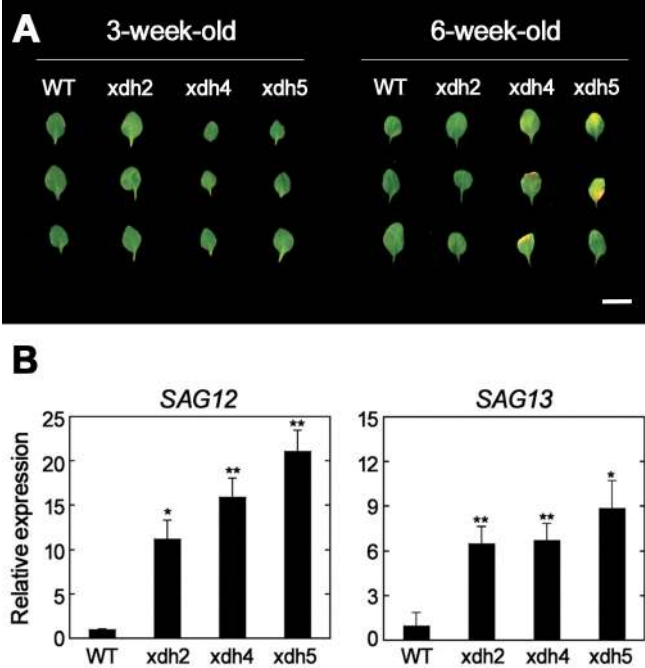 A
3-week-old 6-week-old
WT xdh2 xdh4 xdh5 WT xdh2 xdh4 xdh5
B
SAG12 SAG13
Relative expression
25
20
15
10
5
0
**
**
*
WT xdh2 xdh4 xdh5
15
12
9
6
3
0
** ** *
WT xdh2 xdh4 xdh5